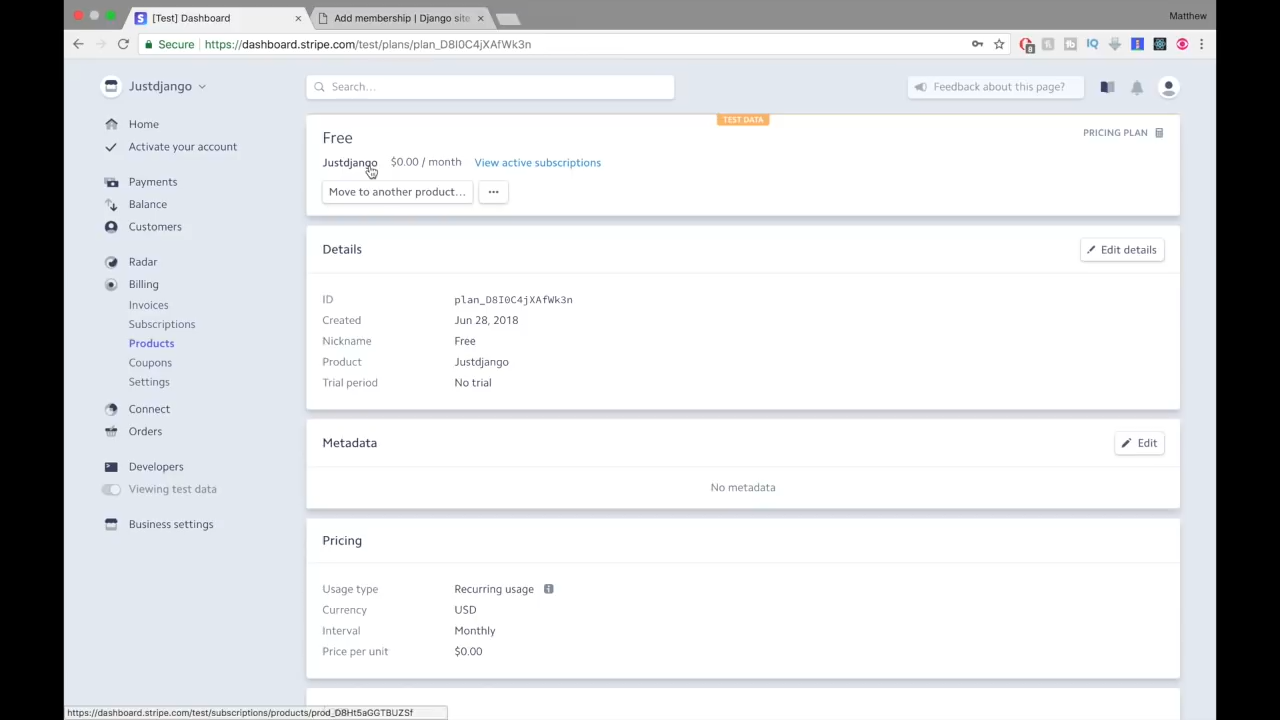 [Test] Dashboard
Add membership | Django site
Matthew
Secure https://dashboard.stripe.com/test/plans/plan_D8I0C4jXAfWk3n
8
IQ
Justdjango
Search...
Feedback about this page?
Home
Activate your account
Payments
Balance
Customers
Radar
Billing
Invoices
Subscriptions
Products
Coupons
Settings
Connect
Orders
Developers
Viewing test data
Business settings
TEST DATA
Free
PRICING PLAN
Justdjango $0.00 / month View active subscriptions
Move to another product...
Details
Edit details
ID plan_D8I0C4jXAfWk3n
Created Jun 28, 2018
Nickname Free
Product Justdjango
Trial period No trial
Metadata
Edit
No metadata
Pricing
Usage type Recurring usage
Currency USD
Interval Monthly
Price per unit $0.00
https://dashboard.stripe.com/test/subscriptions/products/prod_D8Ht5aGGTBUZSf